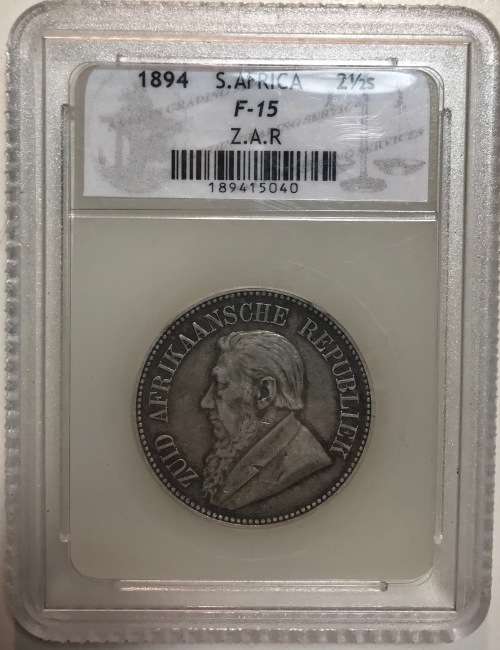 1894 S.AFRICA 2½s
F-15
Z.A.R
189415040
ZUID AFRIKAANSCHE REPUBLIEK